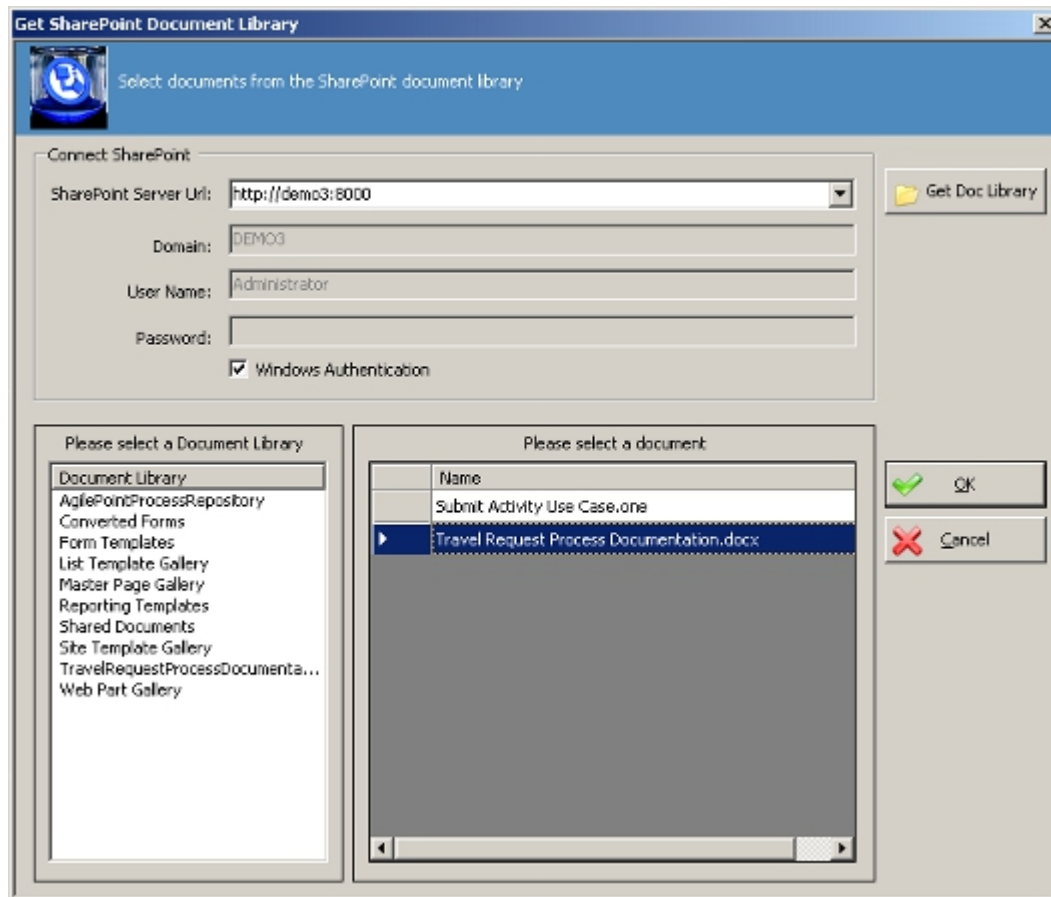 Get SharePoint Document Library
Select documents from the SharePoint document library
Connect SharePoint
SharePoint Server Url: http://demo3:8000
Get Doc Library
Domain: DEMO3
User Name: Administrator
Password:
Windows Authentication
Please select a Document Library
Document Library
AgilePointProcessRepository
Converted Forms
Form Templates
List Template Gallery
Master Page Gallery
Reporting Templates
Shared Documents
Site Template Gallery
TravelRequestProcessDocumenta...
Web Part Gallery
Please select a document
Name
Submit Activity Use Case.one
Travel Request Process Documentation.docx
OK
Cancel